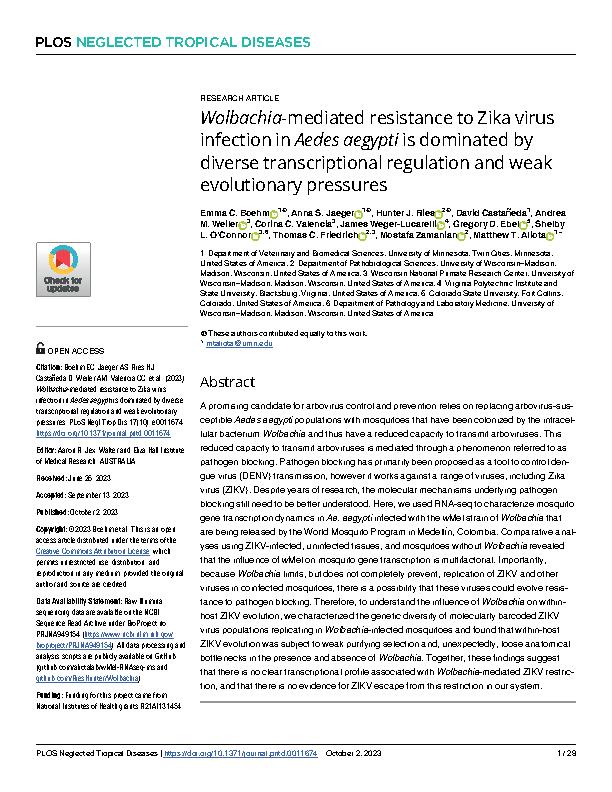 PLOS NEGLECTED TROPICAL DISEASES
RESEARCH ARTICLE
Wolbachia-mediated resistance to Zika virus
infection in Aedes aegypti is dominated by
diverse transcriptional regulation and weak
evolutionary pressures
Emma C. Boehm, Anna S. Jaeger, Hunter J. Ries, David Castañeda, Andrea
M. Weiler, Corina C. Valencia, James Weger-Lucarelli, Gregory D. Ebel, Shelby
L. O'Connor, Thomas C. Friedrich, Mostafa Zamanian, Matthew T. Aliota
1 Department of Veterinary and Biomedical Sciences, University of Minnesota, Twin Cities, Minnesota,
United States of America, 2 Department of Pathobiological Sciences, University of Wisconsin–Madison,
Madison, Wisconsin, United States of America, 3 Wisconsin National Primate Research Center, University of
Wisconsin–Madison, Madison, Wisconsin, United States of America, 4 Virginia Polytechnic Institute and
State University, Blacksburg, Virginia, United States of America, 5 Colorado State University, Fort Collins,
Colorado, United States of America, 6 Department of Pathology and Laboratory Medicine, University of
Wisconsin–Madison, Madison, Wisconsin, United States of America
These authors contributed equally to this work.
* mtaliota@umn.edu
Abstract
A promising candidate for arbovirus control and prevention relies on replacing arbovirus-sus-
ceptible Aedes aegypti populations with mosquitoes that have been colonized by the intracel-
lular bacterium Wolbachia and thus have a reduced capacity to transmit arboviruses. This
reduced capacity to transmit arboviruses is mediated through a phenomenon referred to as
pathogen blocking. Pathogen blocking has primarily been proposed as a tool to control den-
gue virus (DENV) transmission, however it works against a range of viruses, including Zika
virus (ZIKV). Despite years of research, the molecular mechanisms underlying pathogen
blocking still need to be better understood. Here, we used RNA-seq to characterize mosquito
gene transcription dynamics in Ae. aegypti infected with the wMel strain of Wolbachia that
are being released by the World Mosquito Program in Medellín, Colombia. Comparative anal-
yses using ZIKV-infected, uninfected tissues, and mosquitoes without Wolbachia revealed
that the influence of wMel on mosquito gene transcription is multifactorial. Importantly,
because Wolbachia limits, but does not completely prevent, replication of ZIKV and other
viruses in coinfected mosquitoes, there is a possibility that these viruses could evolve resis-
tance to pathogen blocking. Therefore, to understand the influence of Wolbachia on within-
host ZIKV evolution, we characterized the genetic diversity of molecularly barcoded ZIKV
virus populations replicating in Wolbachia-infected mosquitoes and found that within-host
ZIKV evolution was subject to weak purifying selection and, unexpectedly, loose anatomical
bottlenecks in the presence and absence of Wolbachia. Together, these findings suggest
that there is no clear transcriptional profile associated with Wolbachia-mediated ZIKV restric-
tion, and that there is no evidence for ZIKV escape from this restriction in our system.
Check for
updates
OPEN ACCESS
Citation: Boehm EC, Jaeger AS, Ries HJ,
Castañeda D, Weiler AM, Valencia CC, et al. (2023)
Wolbachia-mediated resistance to Zika virus
infection in Aedes aegypti is dominated by diverse
transcriptional regulation and weak evolutionary
pressures. PLoS Negl Trop Dis 17(10): e0011674.
https://doi.org/10.1371/journal.pntd.0011674
Editor: Aaron R. Jex, Walter and Eliza Hall Institute
of Medical Research, AUSTRALIA
Received: June 26, 2023
Accepted: September 13, 2023
Published: October 2, 2023
Copyright: © 2023 Boehm et al. This is an open
access article distributed under the terms of the
Creative Commons Attribution License, which
permits unrestricted use, distribution, and
reproduction in any medium, provided the original
author and source are credited.
Data Availability Statement: Raw Illumina
sequencing data are available on the NCBI
Sequence Read Archive under BioProject no.
PRJNA949154 (https://www.ncbi.nlm.nih.gov/
bioproject/PRJNA949154). All data processing and
analysis scripts are publicly available on GitHub
(github.com/aliotalab/wMel-RNAseq-ms and
github.com/RiesHunter/Wolbachia)
Funding: Funding for this project came from
National Institutes of Health grants R21AI131454
PLOS Neglected Tropical Diseases | https://doi.org/10.1371/journal.pntd.0011674 October 2, 2023
1 / 28